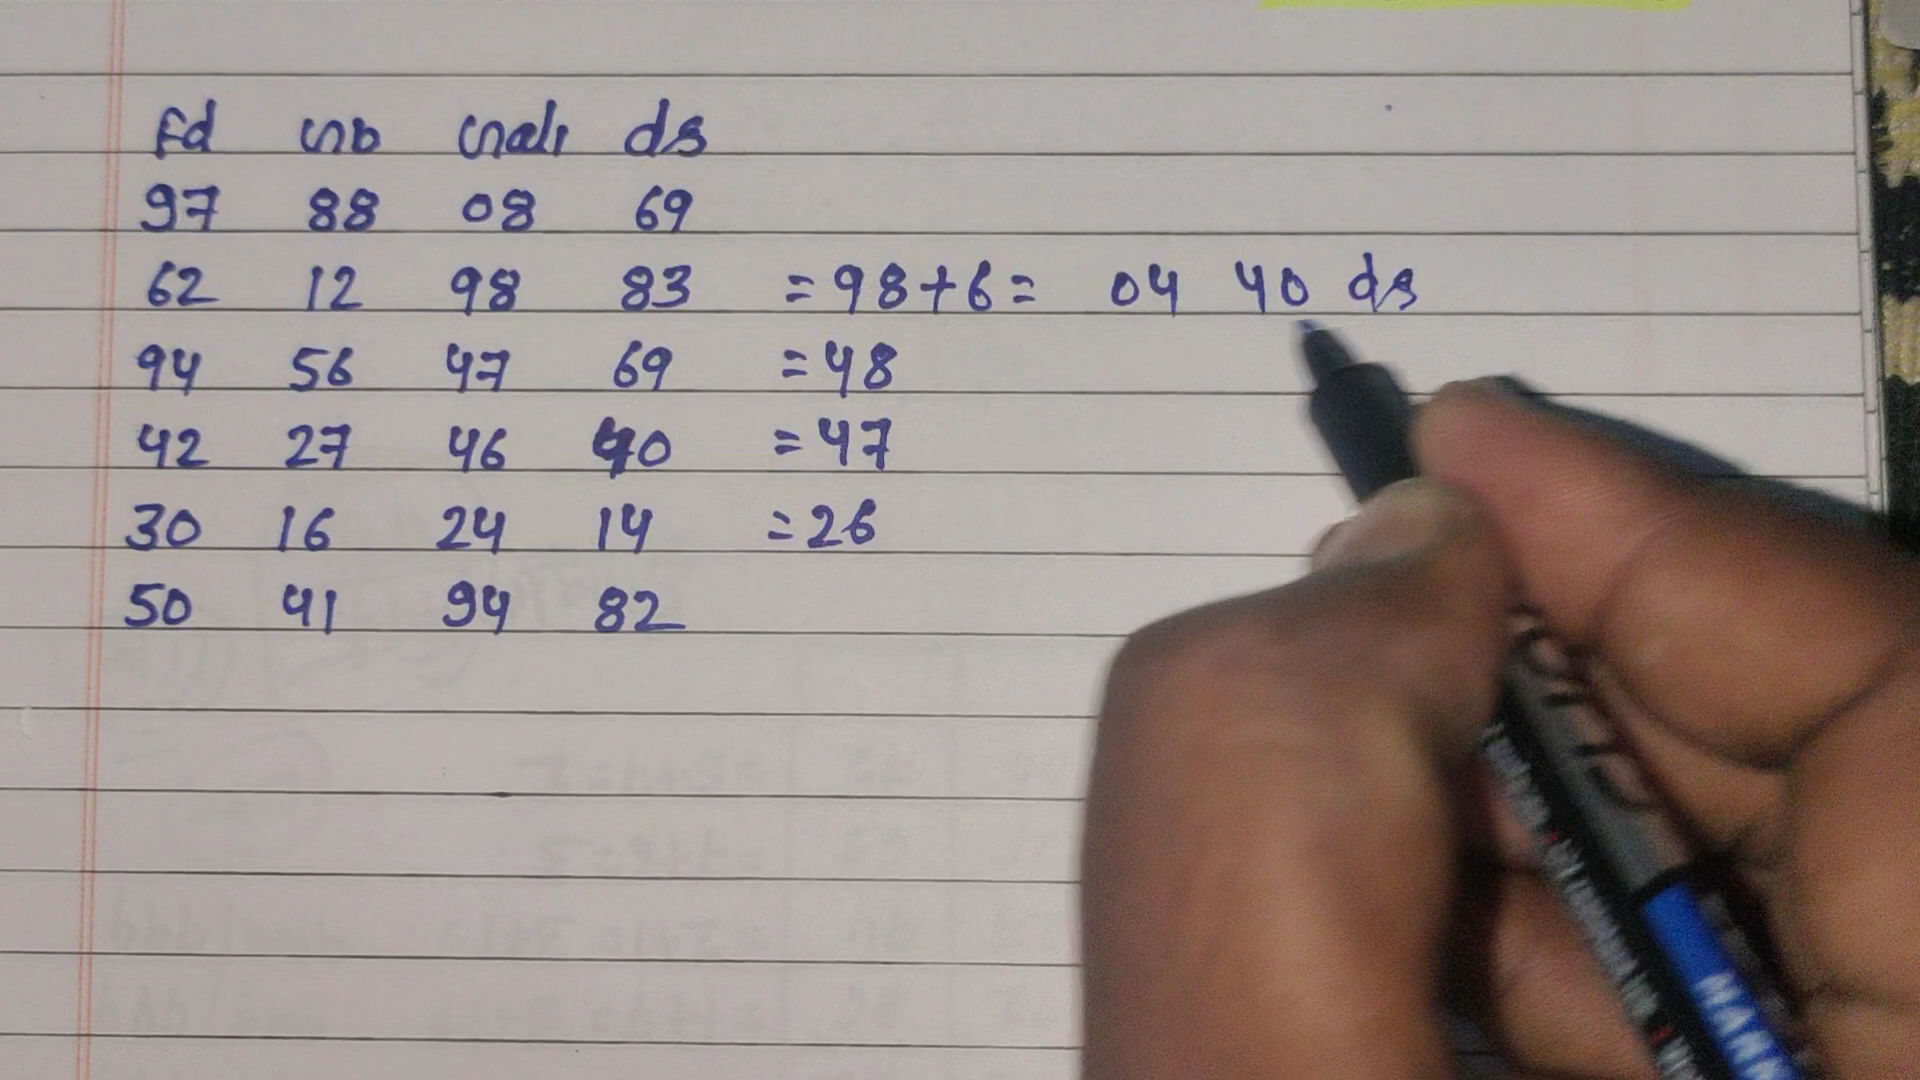 Fd GB Gali ds
97 88 08 69
62 12 98 83 =98+6= 04 40 ds
94 56 47 69 =48
42 27 46 40 =47
30 16 24 14 =26
50 41 94 82